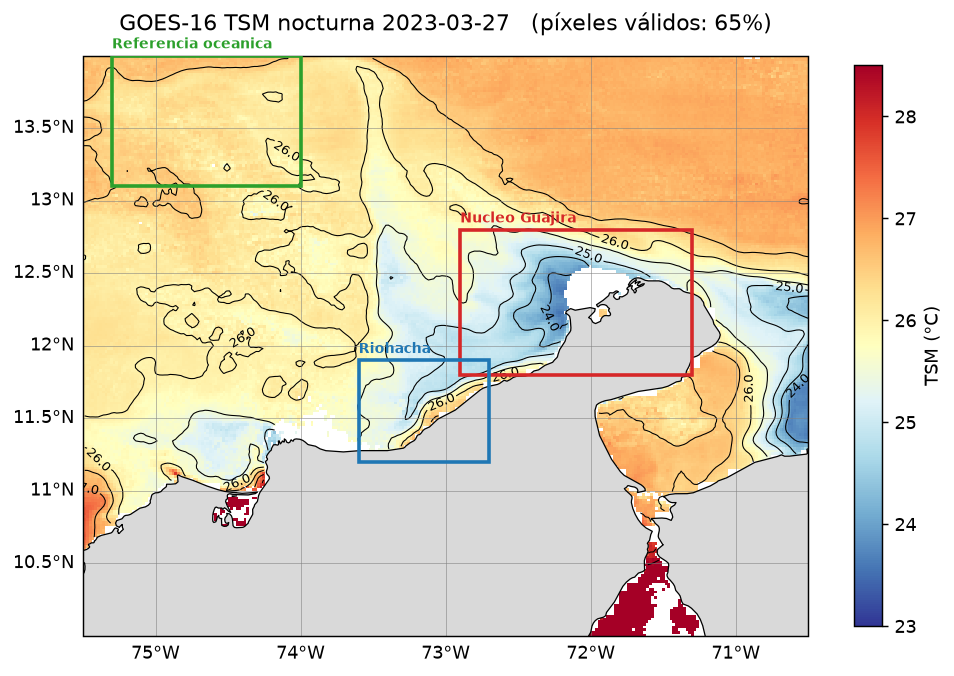 GOES-16 TSM nocturna 2023-03-27   (píxeles válidos: 65%)
Referencia oceanica
Nucleo Guajira
Riohacha
13.5°N
13°N
12.5°N
12°N
11.5°N
11°N
10.5°N
75°W
74°W
73°W
72°W
71°W
26.0
26.0
26.0
25.0
25.0
24.0
26.0
26.0
26.0
26.0
24.0
26.0
26.0
7.0
28
27
26
25
24
23
TSM (°C)